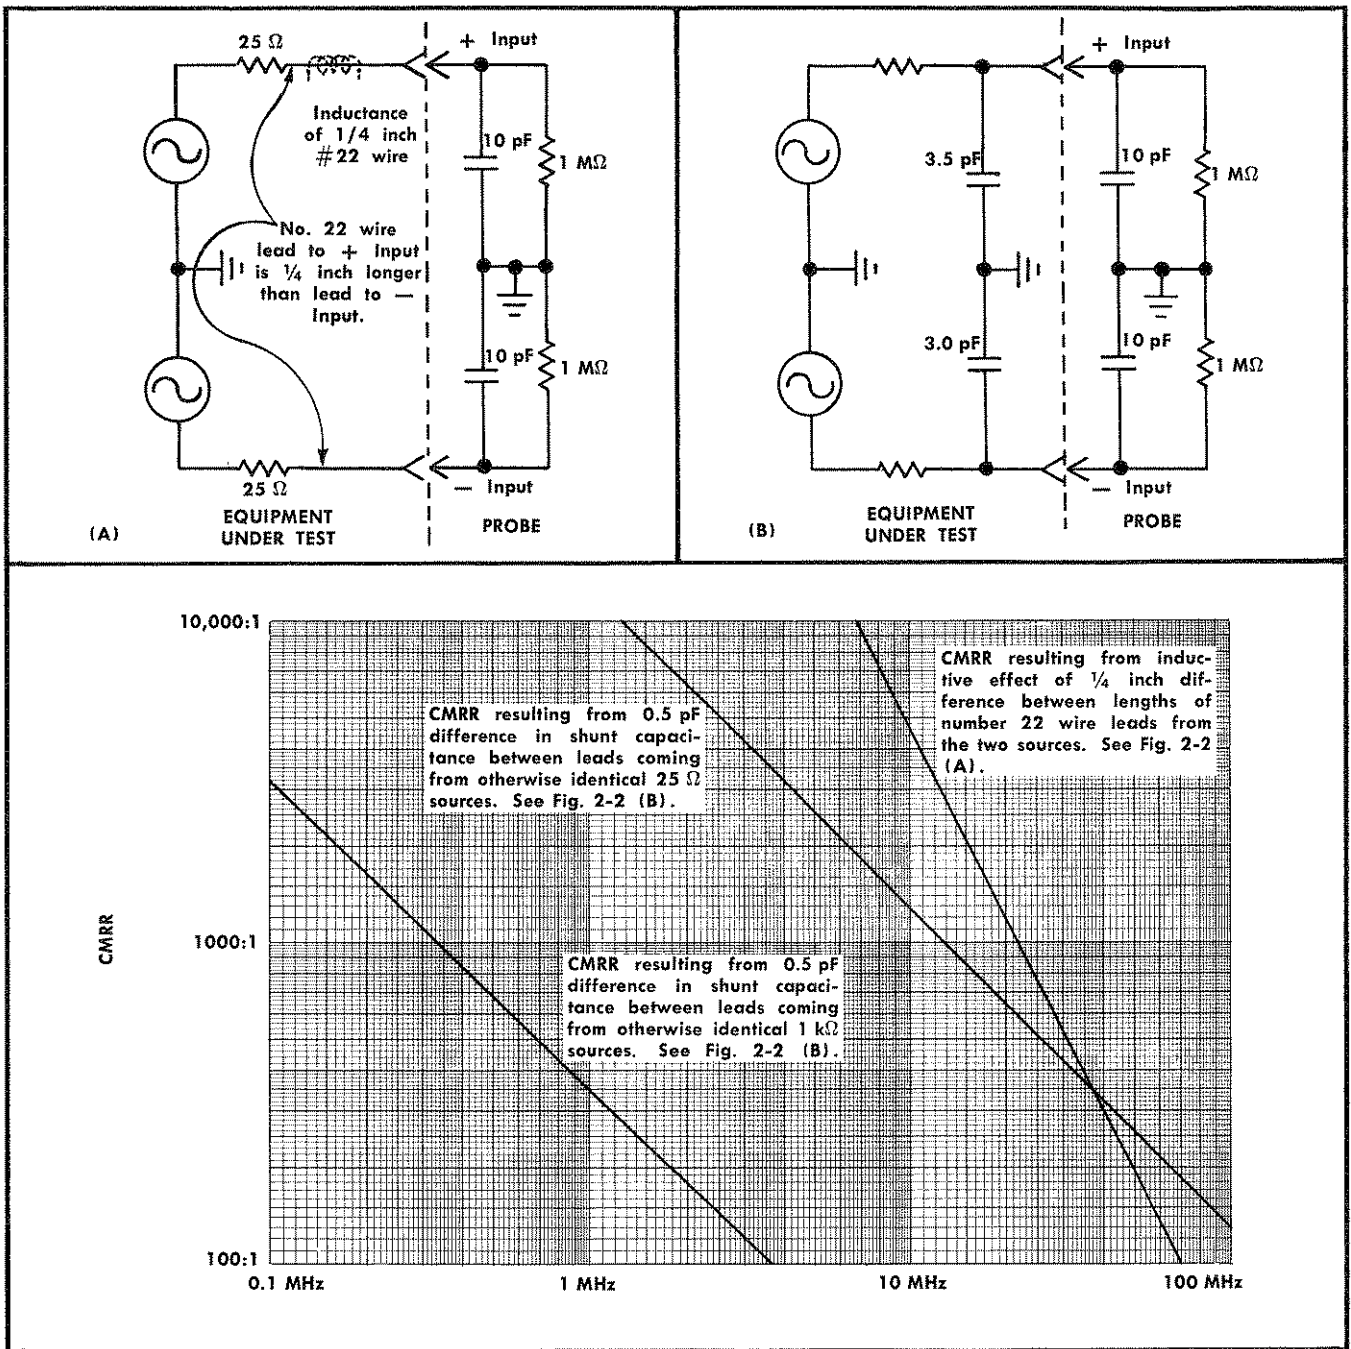 25 Ω
+ Input
Inductance
of 1/4 inch
#22 wire
10 pF
1 MΩ
No. 22 wire
lead to + Input
is ¼ inch longer
than lead to —
Input.
10 pF
1 MΩ
25 Ω
— Input
(A)
EQUIPMENT
UNDER TEST
PROBE
+ Input
3.5 pF
10 pF
1 MΩ
3.0 pF
10 pF
1 MΩ
— Input
(B)
EQUIPMENT
UNDER TEST
PROBE
10,000:1
1000:1
100:1
CMRR
CMRR resulting from 0.5 pF
difference in shunt capaci-
tance between leads coming
from otherwise identical 25 Ω
sources. See Fig. 2-2 (B).
CMRR resulting from induc-
tive effect of ¼ inch dif-
ference between lengths of
number 22 wire leads from
the two sources. See Fig. 2-2
(A).
CMRR resulting from 0.5 pF
difference in shunt capaci-
tance between leads coming
from otherwise identical 1 kΩ
sources. See Fig. 2-2 (B).
0.1 MHz
1 MHz
10 MHz
100 MHz